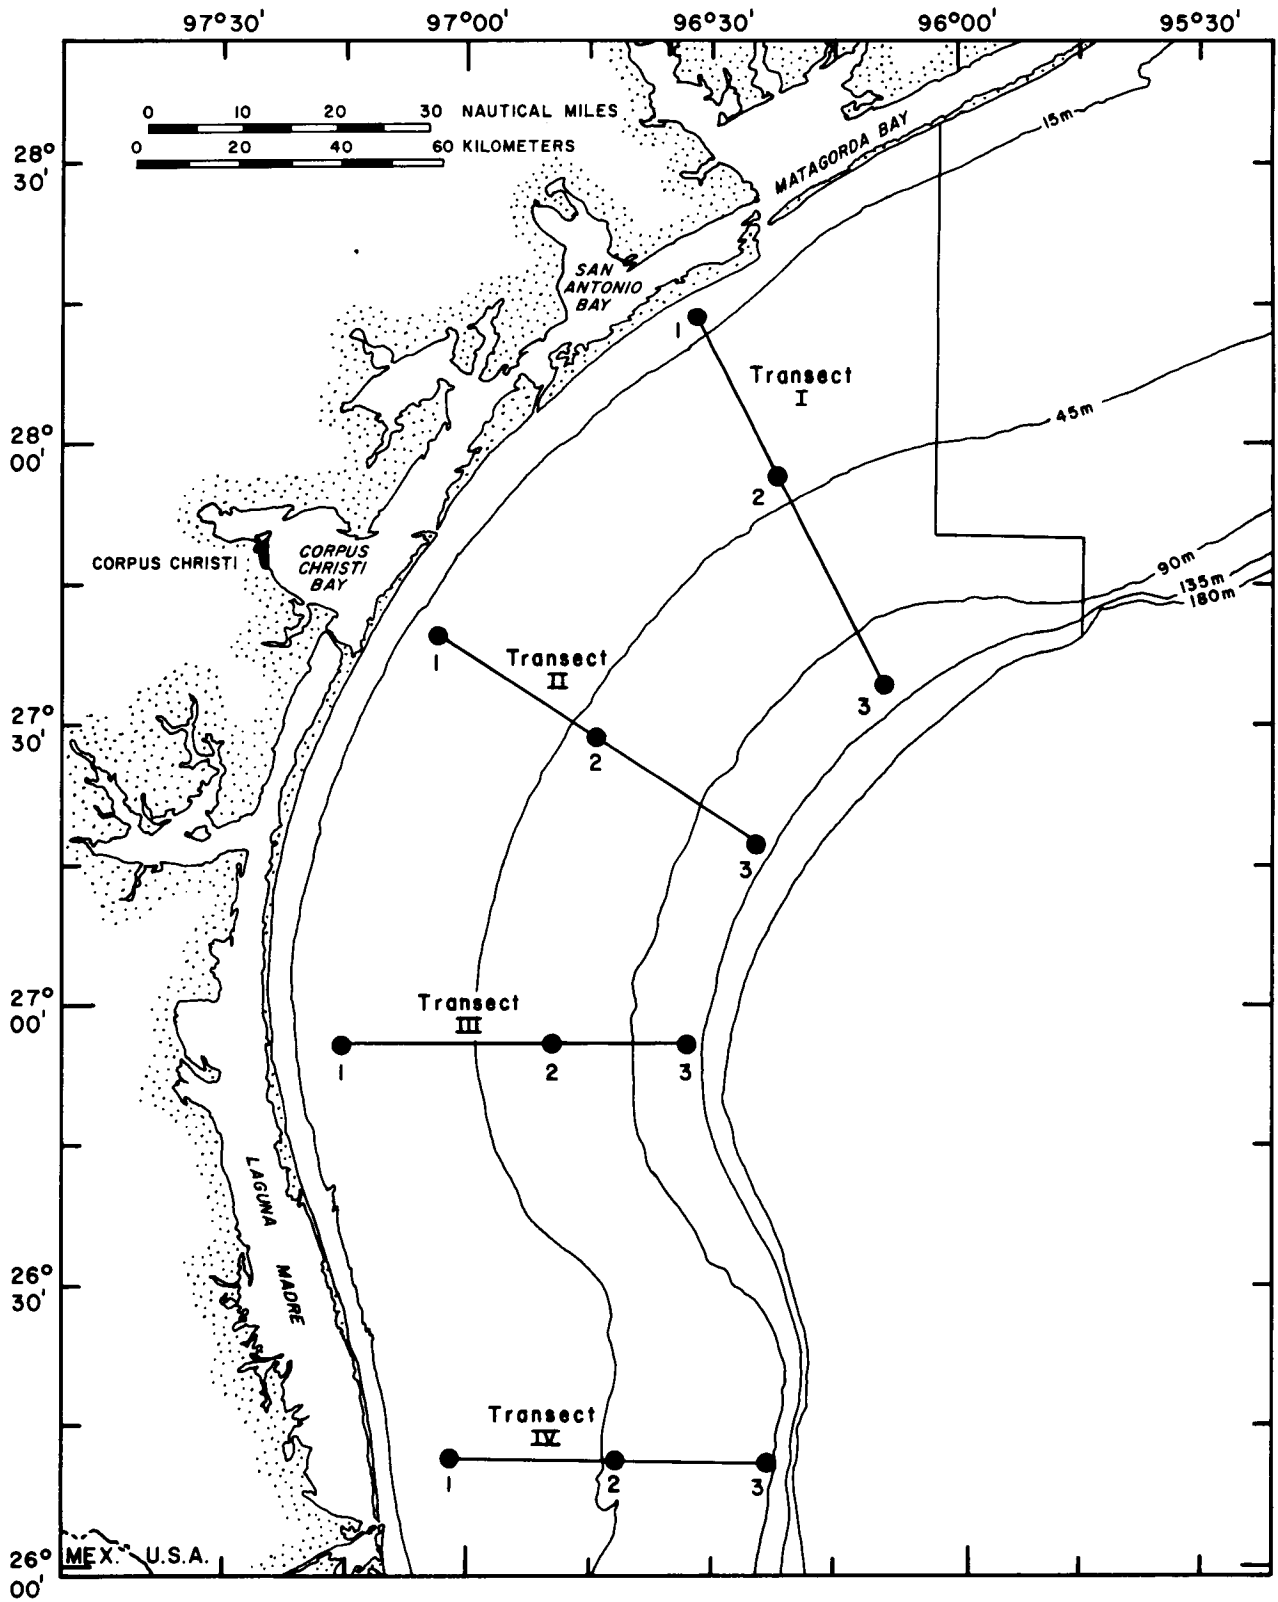 97°30' 97°00' 96°30' 96°00' 95°30'
0 10 20 30 NAUTICAL MILES
0 20 40 60 KILOMETERS
15m
MATAGORDA BAY
28°
30'
SAN
ANTONIO
BAY
1
Transect
I
45m
28°
00'
2
CORPUS CHRISTI
CORPUS
CHRISTI
BAY
90m
135m
180m
1
Transect
II
3
27°
30'
2
3
27°
00'
Transect
III
1 2 3
LAGUNA MADRE
26°
30'
Transect
IV
1 2 3
26°
00'
MEX. U.S.A.